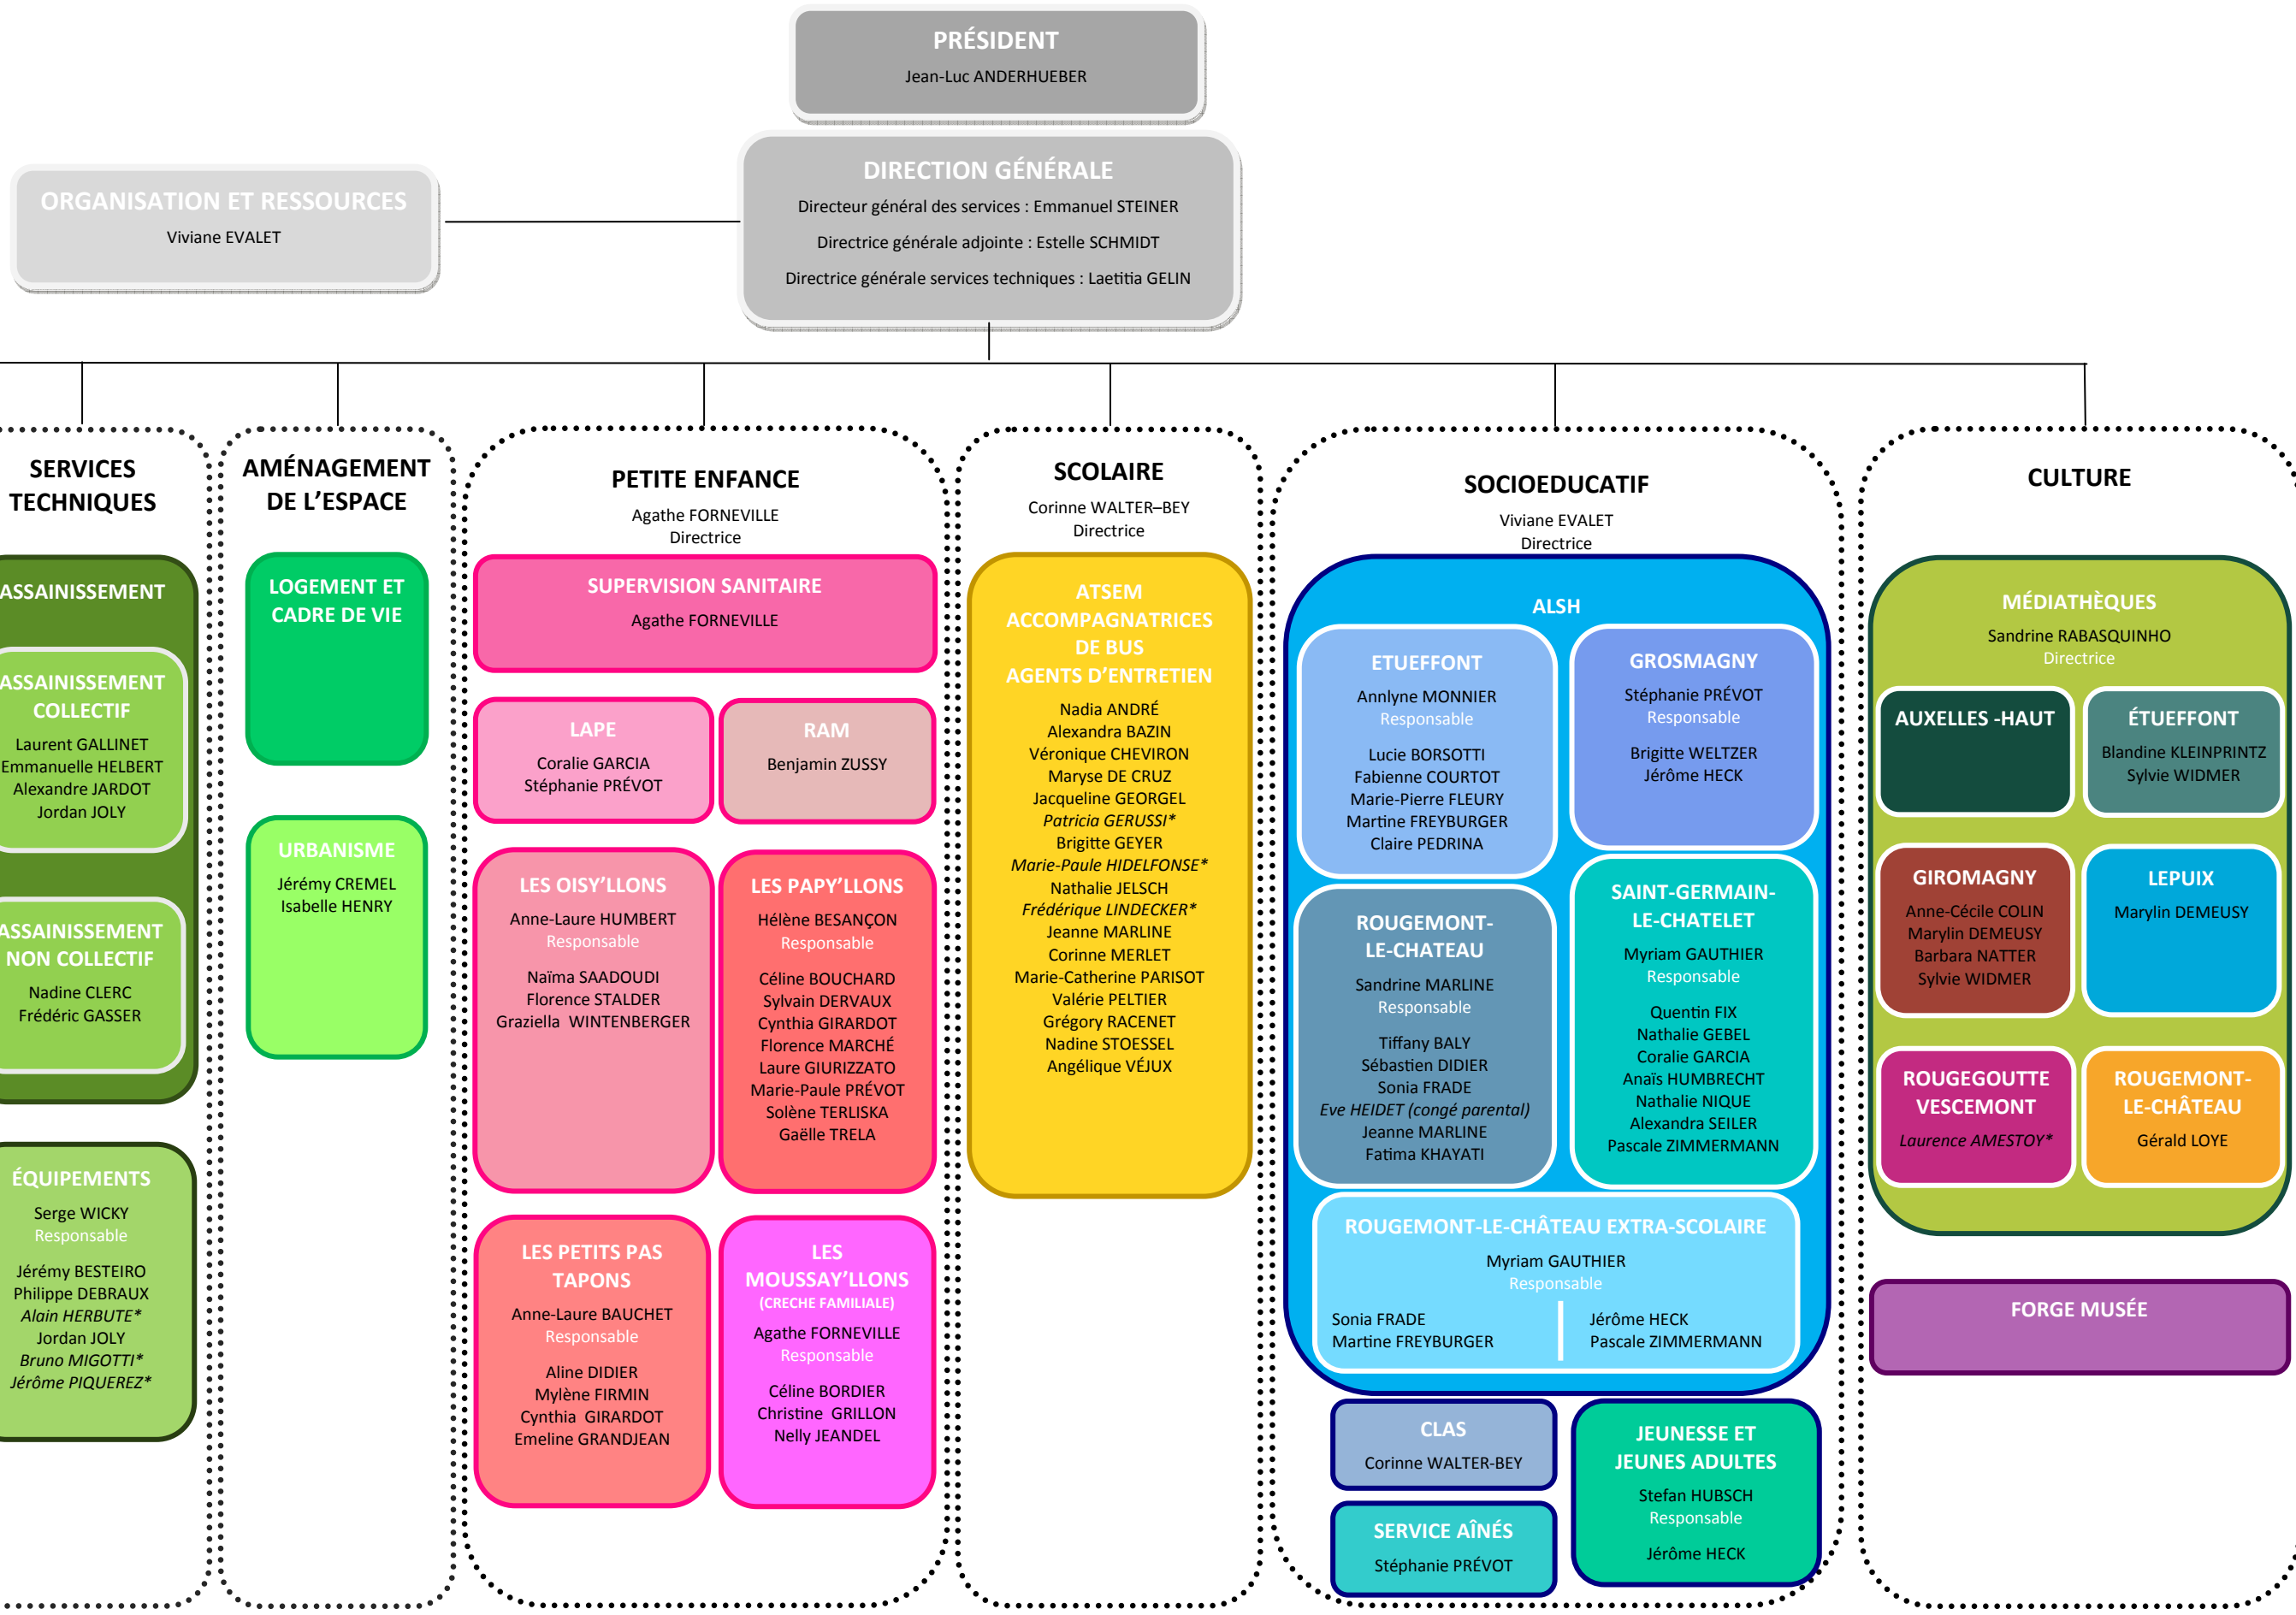 PRÉSIDENT
Jean-Luc ANDERHUEBER
DIRECTION GÉNÉRALE
Directeur général des services : Emmanuel STEINER
Directrice générale adjointe : Estelle SCHMIDT
Directrice générale services techniques : Laetitia GELIN
ORGANISATION ET RESSOURCES
Viviane EVALET
SERVICES
TECHNIQUES
ASSAINISSEMENT
ASSAINISSEMENT
COLLECTIF
Laurent GALLINET
Emmanuelle HELBERT
Alexandre JARDOT
Jordan JOLY
ASSAINISSEMENT
NON COLLECTIF
Nadine CLERC
Frédéric GASSER
ÉQUIPEMENTS
Serge WICKY
Responsable
Jérémy BESTEIRO
Philippe DEBRAUX
Alain HERBUTE*
Jordan JOLY
Bruno MIGOTTI*
Jérôme PIQUEREZ*
AMÉNAGEMENT
DE L’ESPACE
LOGEMENT ET
CADRE DE VIE
URBANISME
Jérémy CREMEL
Isabelle HENRY
PETITE ENFANCE
Agathe FORNEVILLE
Directrice
SUPERVISION SANITAIRE
Agathe FORNEVILLE
LAPE
Coralie GARCIA
Stéphanie PRÉVOT
RAM
Benjamin ZUSSY
LES OISY’LLONS
Anne-Laure HUMBERT
Responsable
Naïma SAADOUDI
Florence STALDER
Graziella WINTENBERGER
LES PAPY’LLONS
Hélène BESANÇON
Responsable
Céline BOUCHARD
Sylvain DERVAUX
Cynthia GIRARDOT
Florence MARCHÉ
Laure GIURIZZATO
Marie-Paule PRÉVOT
Solène TERLISKA
Gaëlle TRELA
LES PETITS PAS
TAPONS
Anne-Laure BAUCHET
Responsable
Aline DIDIER
Mylène FIRMIN
Cynthia GIRARDOT
Emeline GRANDJEAN
LES
MOUSSAY’LLONS
(CRECHE FAMILIALE)
Agathe FORNEVILLE
Responsable
Céline BORDIER
Christine GRILLON
Nelly JEANDEL
SCOLAIRE
Corinne WALTER–BEY
Directrice
ATSEM
ACCOMPAGNATRICES
DE BUS
AGENTS D’ENTRETIEN
Nadia ANDRÉ
Alexandra BAZIN
Véronique CHEVIRON
Maryse DE CRUZ
Jacqueline GEORGEL
Patricia GERUSSI*
Brigitte GEYER
Marie-Paule HIDELFONSE*
Nathalie JELSCH
Frédérique LINDECKER*
Jeanne MARLINE
Corinne MERLET
Marie-Catherine PARISOT
Valérie PELTIER
Grégory RACENET
Nadine STOESSEL
Angélique VÉJUX
SOCIOEDUCATIF
Viviane EVALET
Directrice
ALSH
ETUEFFONT
Annlyne MONNIER
Responsable
Lucie BORSOTTI
Fabienne COURTOT
Marie-Pierre FLEURY
Martine FREYBURGER
Claire PEDRINA
GROSMAGNY
Stéphanie PRÉVOT
Responsable
Brigitte WELTZER
Jérôme HECK
ROUGEMONT-
LE-CHATEAU
Sandrine MARLINE
Responsable
Tiffany BALY
Sébastien DIDIER
Sonia FRADE
Eve HEIDET (congé parental)
Jeanne MARLINE
Fatima KHAYATI
SAINT-GERMAIN-
LE-CHATELET
Myriam GAUTHIER
Responsable
Quentin FIX
Nathalie GEBEL
Coralie GARCIA
Anaïs HUMBRECHT
Nathalie NIQUE
Alexandra SEILER
Pascale ZIMMERMANN
ROUGEMONT-LE-CHÂTEAU EXTRA-SCOLAIRE
Myriam GAUTHIER
Responsable
Sonia FRADE
Martine FREYBURGER
Jérôme HECK
Pascale ZIMMERMANN
CLAS
Corinne WALTER-BEY
SERVICE AÎNÉS
Stéphanie PRÉVOT
JEUNESSE ET
JEUNES ADULTES
Stefan HUBSCH
Responsable
Jérôme HECK
CULTURE
MÉDIATHÈQUES
Sandrine RABASQUINHO
Directrice
AUXELLES -HAUT
ÉTUEFFONT
Blandine KLEINPRINTZ
Sylvie WIDMER
GIROMAGNY
Anne-Cécile COLIN
Marylin DEMEUSY
Barbara NATTER
Sylvie WIDMER
LEPUIX
Marylin DEMEUSY
ROUGEGOUTTE
VESCEMONT
Laurence AMESTOY*
ROUGEMONT-
LE-CHÂTEAU
Gérald LOYE
FORGE MUSÉE